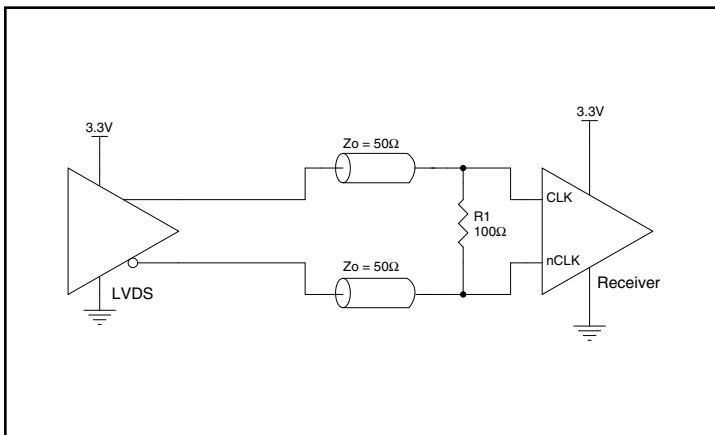 3.3V
3.3V
Zo = 50Ω
CLK
R1
100Ω
Zo = 50Ω
nCLK
LVDS
Receiver